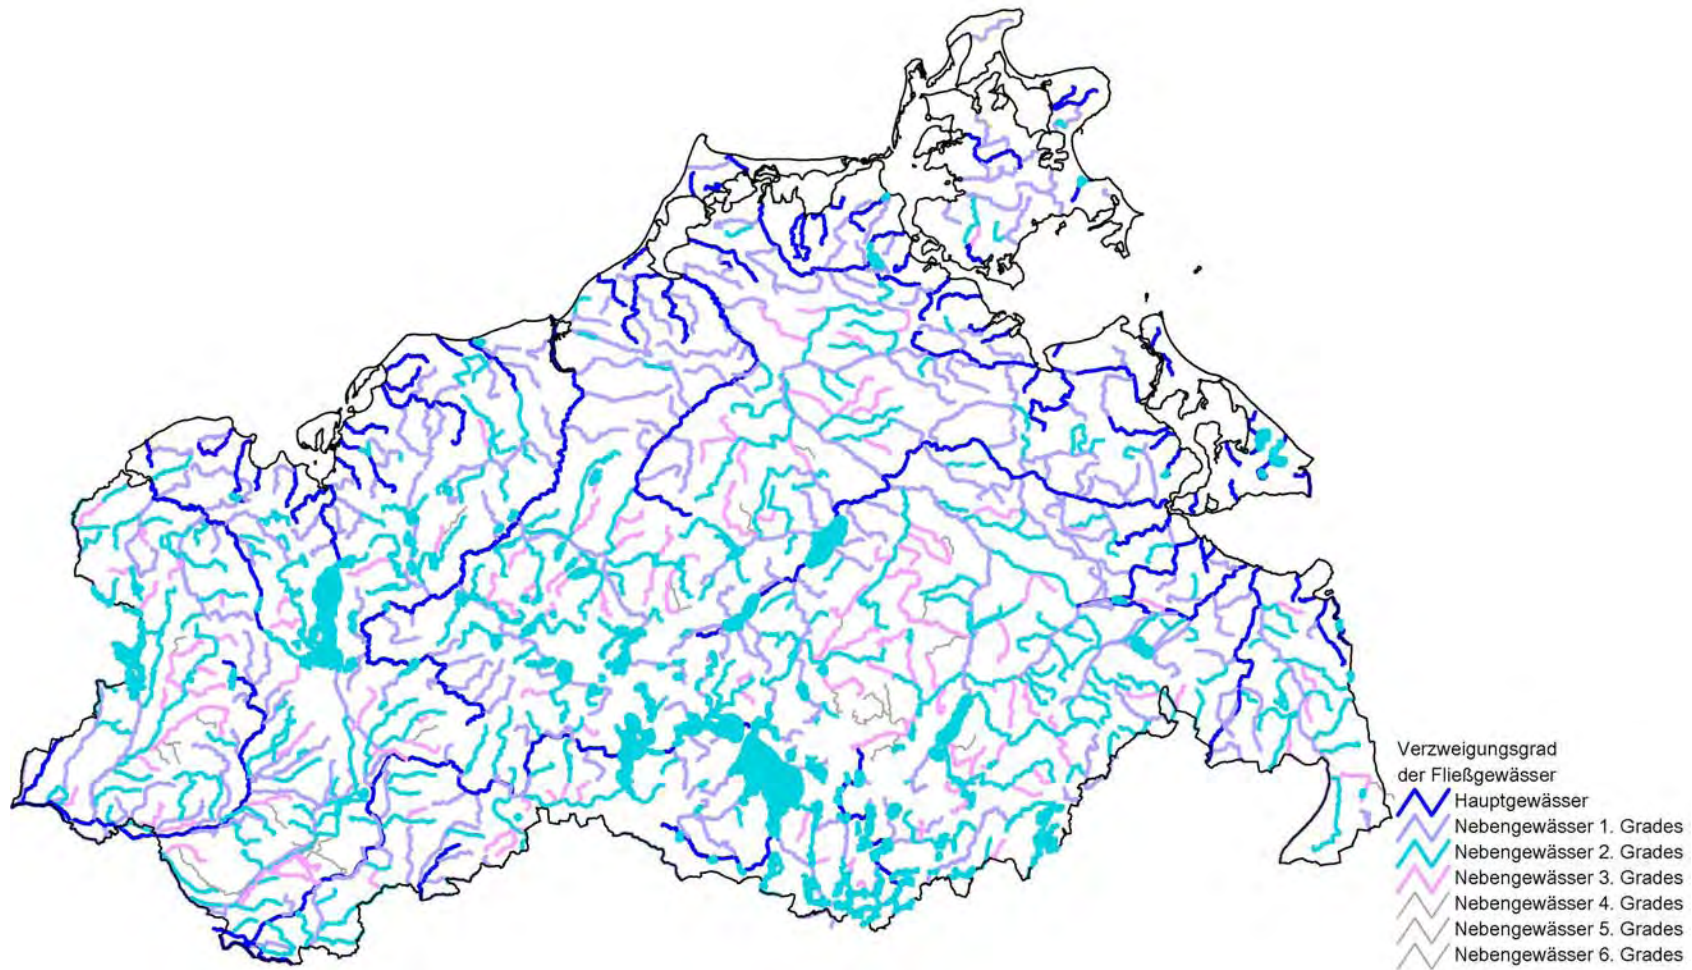 Verzweigungsgrad
der Fließgewässer
Hauptgewässer
Nebengewässer 1. Grades
Nebengewässer 2. Grades
Nebengewässer 3. Grades
Nebengewässer 4. Grades
Nebengewässer 5. Grades
Nebengewässer 6. Grades